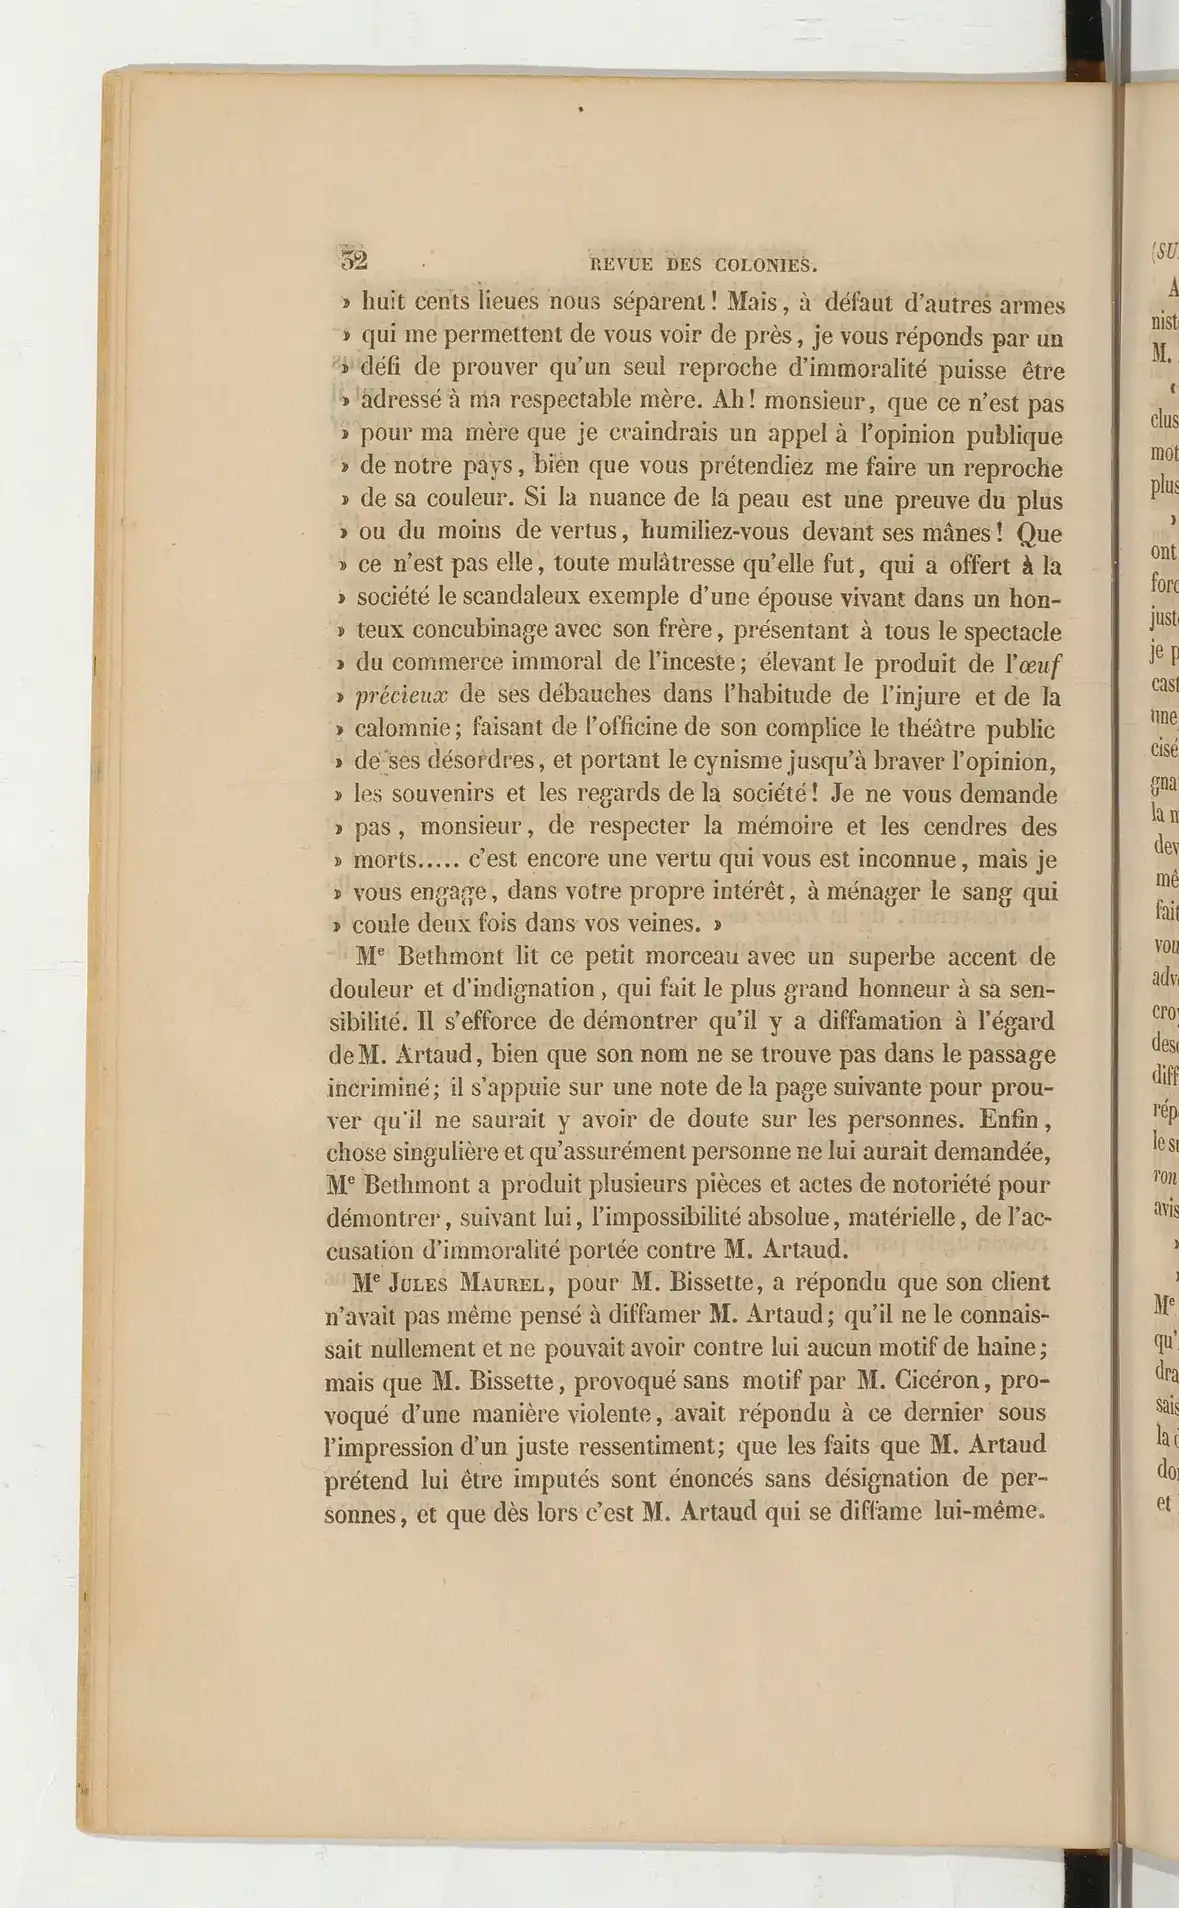 32 REVUE DES COLONIES.
» huit cents lieues nous séparent! Mais, à défaut d'autres armes
» qui me permettent de vous voir de près, je vous réponds par un
» défi de prouver qu'un seul reproche d'immoralité puisse être
» adressé à ma respectable mère. Ah! monsieur, que ce n'est pas
» pour ma mère que je craindrais un appel à l'opinion publique
» de notre pays, bien que vous prétendiez me faire un reproche
» de sa couleur. Si la nuance de la peau est une preuve du plus
» ou du moins de vertus, humiliez-vous devant ses mânes! Que
» ce n'est pas elle, toute mulâtresse qu'elle fut, qui a offert à la
» société le scandaleux exemple d'une épouse vivant dans un hon-
» teux concubinage avec son frère, présentant à tous le spectacle
» du commerce immoral de l'inceste; élevant le produit de l'œuf
» précieux de ses débauches dans l'habitude de l'injure et de la
» calomnie; faisant de l'officine de son complice le théâtre public
» de ses désordres, et portant le cynisme jusqu'à braver l'opinion,
» les souvenirs et les regards de la société! Je ne vous demande
» pas, monsieur, de respecter la mémoire et les cendres des
» morts..... c'est encore une vertu qui vous est inconnue, mais je
» vous engage, dans votre propre intérêt, à ménager le sang qui
» coule deux fois dans vos veines. »
Me Bethmont lit ce petit morceau avec un superbe accent de
douleur et d'indignation, qui fait le plus grand honneur à sa sen-
sibilité. Il s'efforce de démontrer qu'il y a diffamation à l'égard
de M. Artaud, bien que son nom ne se trouve pas dans le passage
incriminé; il s'appuie sur une note de la page suivante pour prou-
ver qu'il ne saurait y avoir de doute sur les personnes. Enfin,
chose singulière et qu'assurément personne ne lui aurait demandée,
Me Bethmont a produit plusieurs pièces et actes de notoriété pour
démontrer, suivant lui, l'impossibilité absolue, matérielle, de l'ac-
cusation d'immoralité portée contre M. Artaud.
Me JULES MAUREL, pour M. Bissette, a répondu que son client
n'avait pas même pensé à diffamer M. Artaud; qu'il ne le connais-
sait nullement et ne pouvait avoir contre lui aucun motif de haine;
mais que M. Bissette, provoqué sans motif par M. Cicéron, pro-
voqué d'une manière violente, avait répondu à ce dernier sous
l'impression d'un juste ressentiment; que les faits que M. Artaud
prétend lui être imputés sont énoncés sans désignation de per-
sonnes, et que dès lors c'est M. Artaud qui se diffame lui-même.